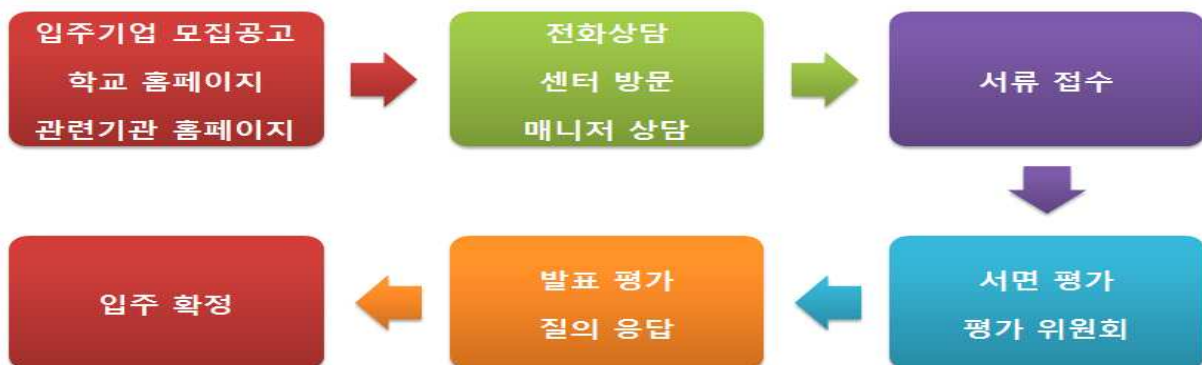 입주기업 모집공고
학교 홈페이지
관련기관 홈페이지
전화상담
센터 방문
매니저 상담
서류 접수
서면 평가
평가 위원회
발표 평가
질의 응답
입주 확정